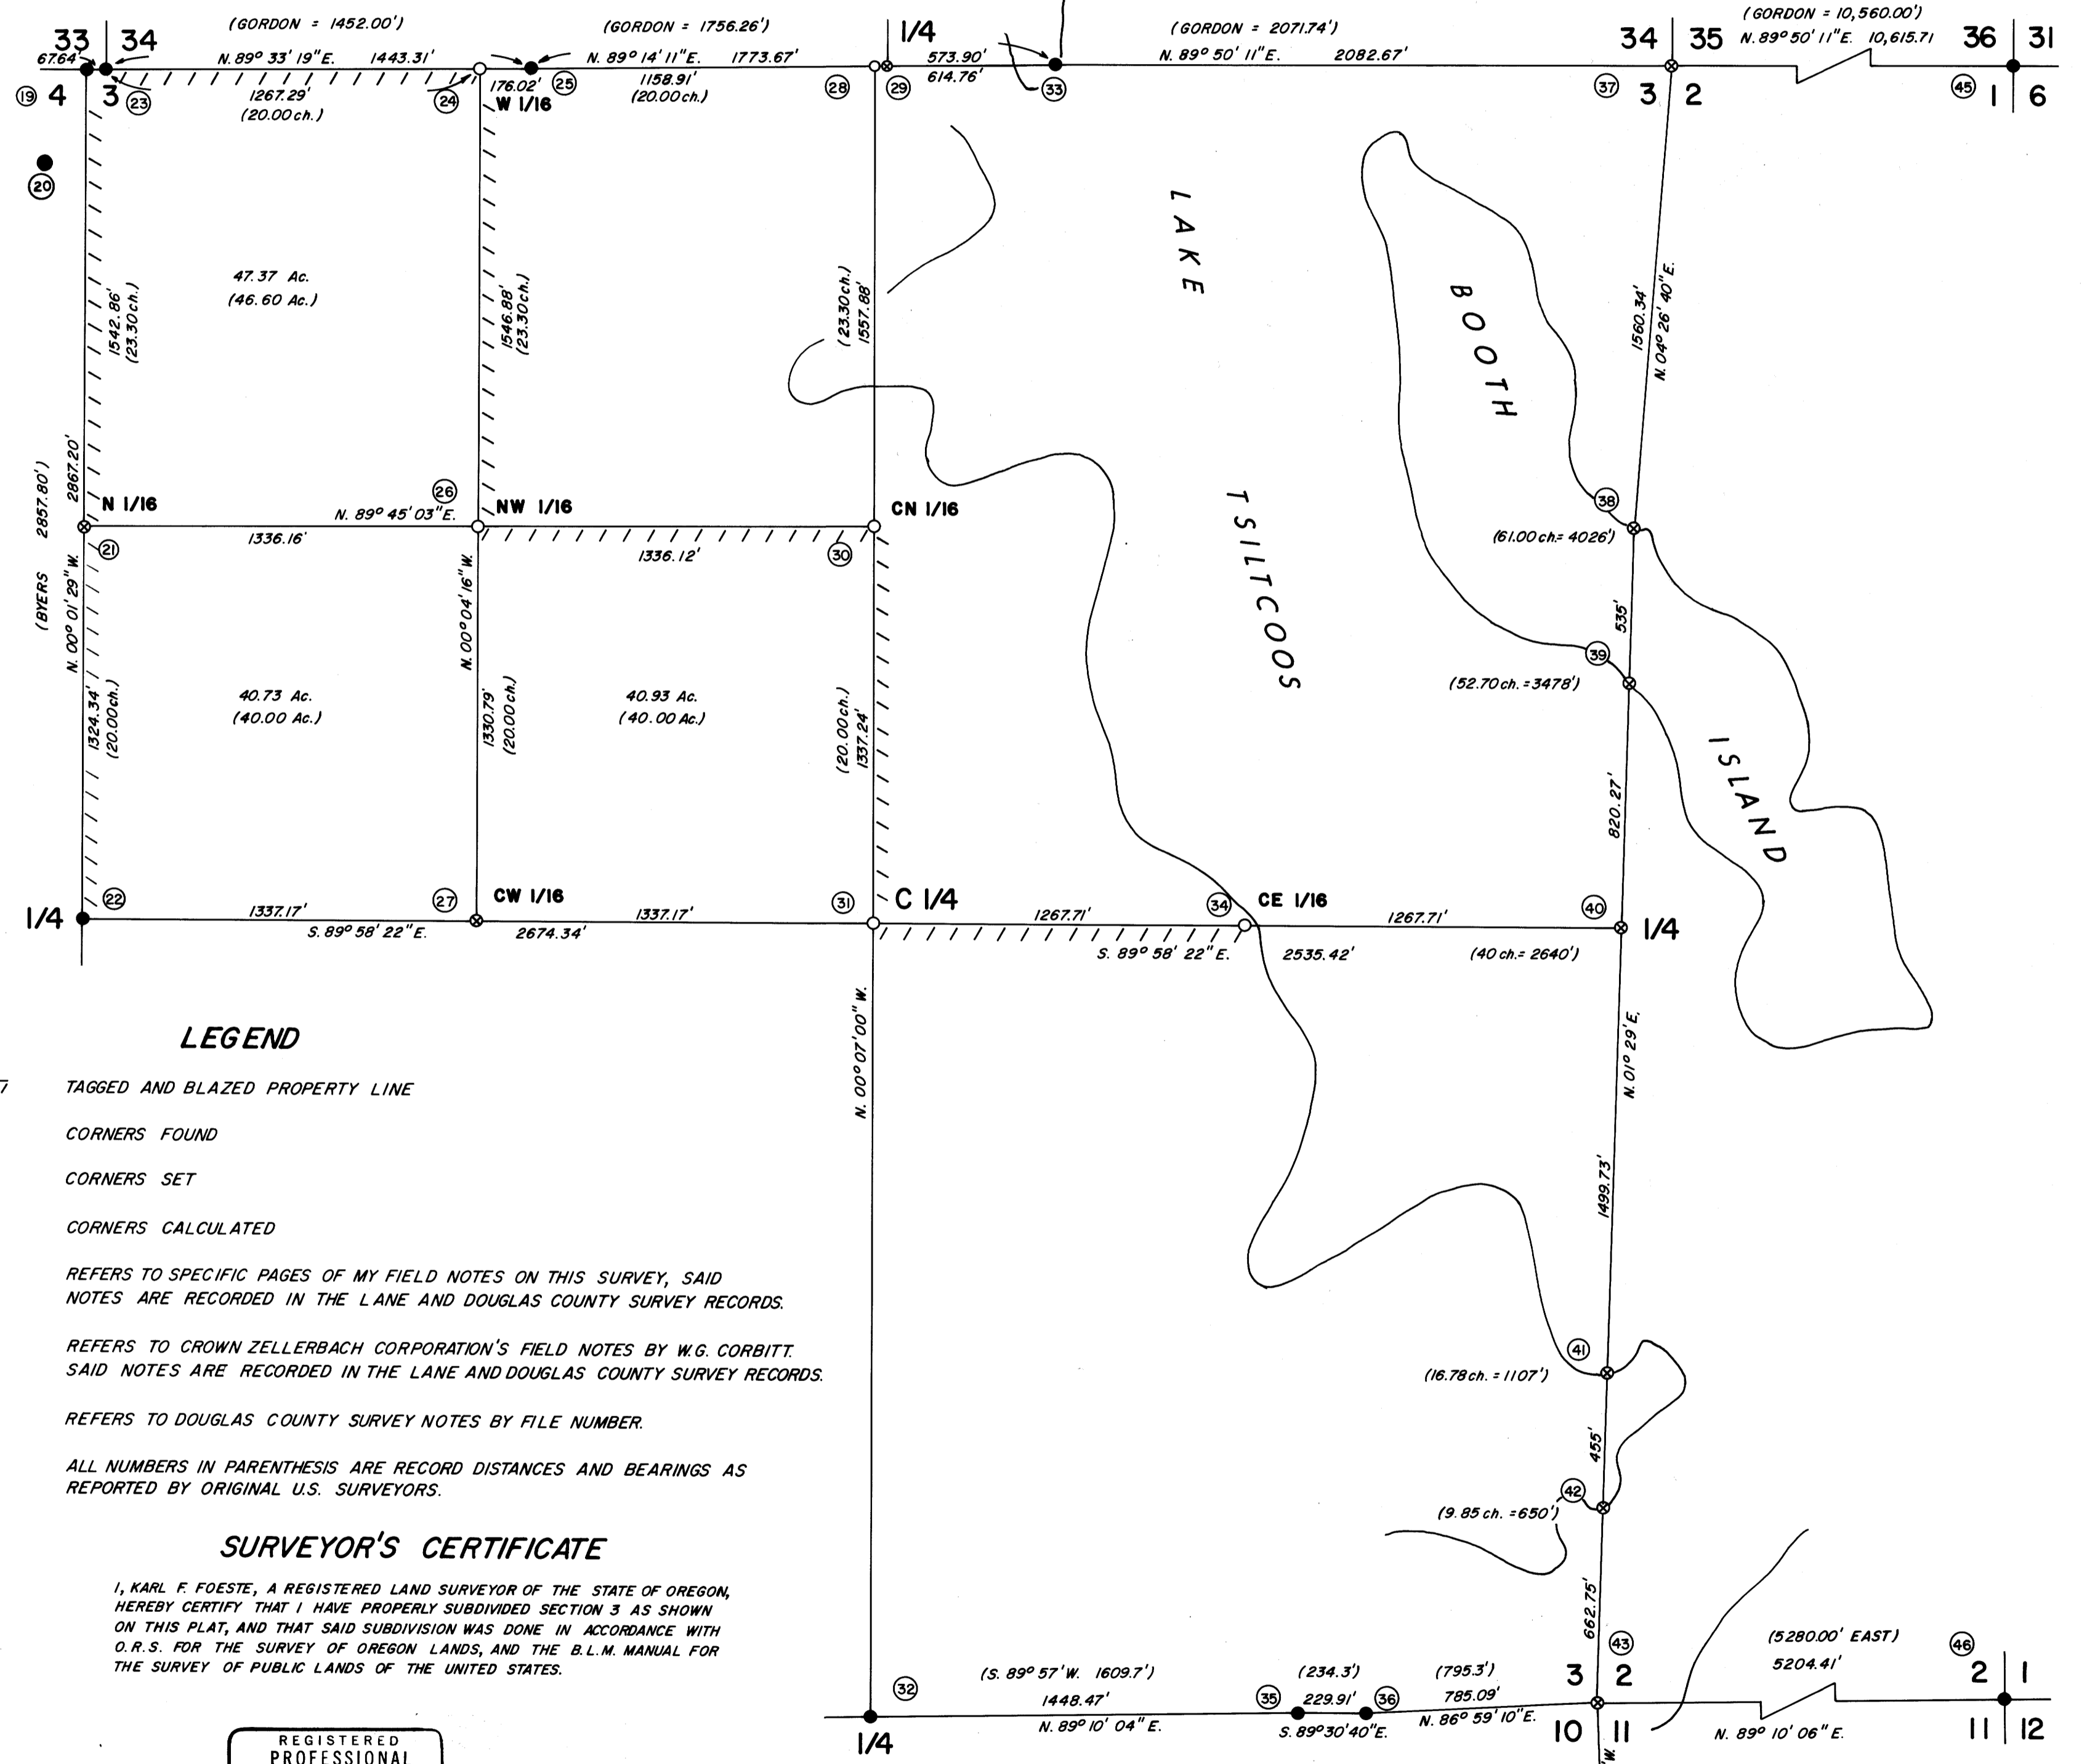 (GORDON = 1452.00')
(GORDON = 1756.26')
1/4
(GORDON = 2071.74')
(GORDON = 10,560.00')
33 34
34 35
36 31
67.64'
N. 89° 33' 19"E. 1443.31'
N. 89° 14' 11"E. 1773.67'
573.90'
N. 89° 50' 11"E. 2082.67'
N. 89° 50' 11"E. 10,615.71
19 4 3 23
1267.29'
(20.00 ch.)
24
176.02'
W 1/16
25
1158.91'
(20.00 ch.)
28
29
614.76'
33
37
3 2
45
1 6
20
LAKE
47.37 Ac.
(46.60 Ac.)
1542.86'
(23.30 ch.)
1546.88'
(23.30 ch.)
(23.30 ch.)
1557.88'
BOOTH
1560.34'
N. 04° 26' 40" E.
(BYERS 2857.80')
2867.20'
N. 00° 01' 29" W.
N 1/16
26
N. 89° 45' 03" E.
NW 1/16
CN 1/16
21
1336.16'
1336.12'
30
TSILTCOOS
38
(61.00 ch.= 4026')
535'
39
(52.70 ch. = 3478')
N. 00° 04' 16" W.
1324.34'
(20.00 ch.)
40.73 Ac.
(40.00 Ac.)
1330.79'
(20.00 ch.)
40.93 Ac.
(40.00 Ac.)
(20.00 ch.)
1337.24'
820.27'
ISLAND
1/4
22
1337.17'
27
CW 1/16
1337.17'
31
C 1/4
1267.71'
34
CE 1/16
1267.71'
40
1/4
S. 89° 58' 22" E.
2674.34'
S. 89° 58' 22" E.
2535.42'
(40 ch.= 2640')
N. 00° 07' 00" W.
N. 01° 29' E.
1499.73'
LEGEND
TAGGED AND BLAZED PROPERTY LINE
CORNERS FOUND
CORNERS SET
CORNERS CALCULATED
REFERS TO SPECIFIC PAGES OF MY FIELD NOTES ON THIS SURVEY, SAID
NOTES ARE RECORDED IN THE LANE AND DOUGLAS COUNTY SURVEY RECORDS.
REFERS TO CROWN ZELLERBACH CORPORATION'S FIELD NOTES BY W.G. CORBITT.
SAID NOTES ARE RECORDED IN THE LANE AND DOUGLAS COUNTY SURVEY RECORDS.
REFERS TO DOUGLAS COUNTY SURVEY NOTES BY FILE NUMBER.
ALL NUMBERS IN PARENTHESIS ARE RECORD DISTANCES AND BEARINGS AS
REPORTED BY ORIGINAL U.S. SURVEYORS.
41
(16.78 ch. = 1107')
455'
42
(9.85 ch. = 650')
662.75'
SURVEYOR'S CERTIFICATE
I, KARL F. FOESTE, A REGISTERED LAND SURVEYOR OF THE STATE OF OREGON,
HEREBY CERTIFY THAT I HAVE PROPERLY SUBDIVIDED SECTION 3 AS SHOWN
ON THIS PLAT, AND THAT SAID SUBDIVISION WAS DONE IN ACCORDANCE WITH
O.R.S. FOR THE SURVEY OF OREGON LANDS, AND THE B.L.M. MANUAL FOR
THE SURVEY OF PUBLIC LANDS OF THE UNITED STATES.
32
(S. 89° 57' W. 1609.7')
1448.47'
N. 89° 10' 04" E.
35
(234.3')
229.91'
S. 89° 30' 40" E.
36
(795.3')
785.09'
N. 86° 59' 10" E.
43
3 2
10 11
(5280.00' EAST)
5204.41'
N. 89° 10' 06" E.
46
2 1
11 12
1/4
W.
REGISTERED
PROFESSIONAL